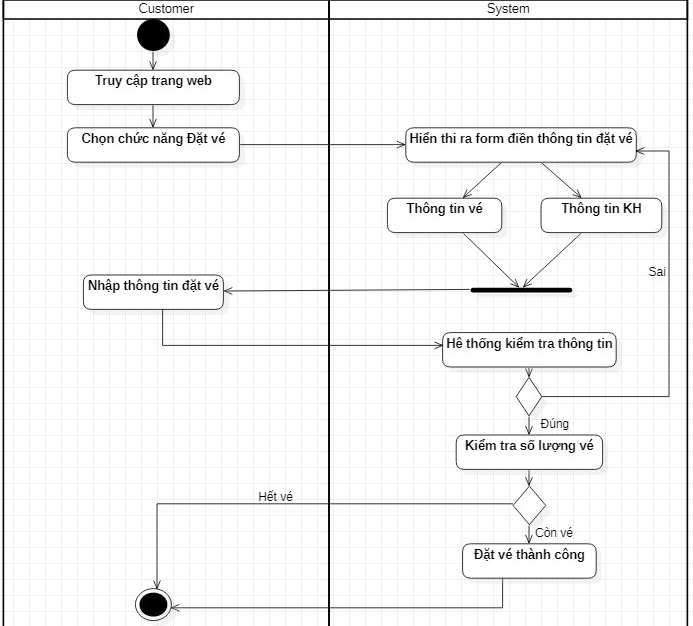 Customer
System
Truy cập trang web
Chọn chức năng Đặt vé
Hiển thi ra form điền thông tin đặt vé
Thông tin vé
Thông tin KH
Sai
Nhập thông tin đặt vé
Hê thống kiểm tra thông tin
Đúng
Kiểm tra số lượng vé
Hết vé
Còn vé
Đặt vé thành công